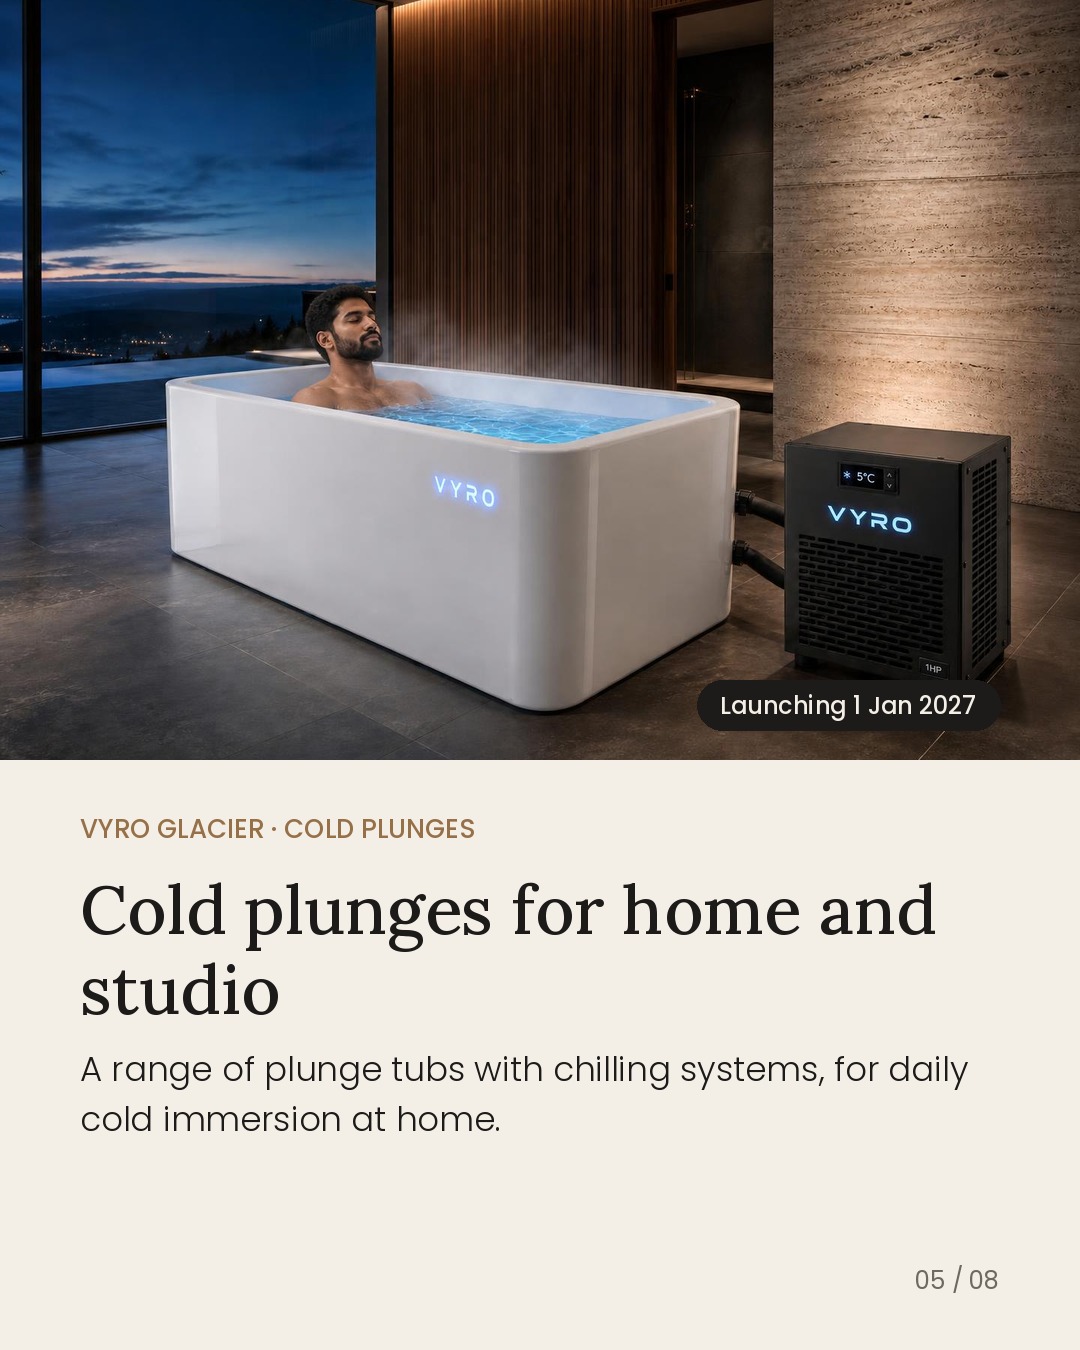 VYRO
5°C
VYRO
1HP
Launching 1 Jan 2027
VYRO GLACIER · COLD PLUNGES
Cold plunges for home and
studio
A range of plunge tubs with chilling systems, for daily
cold immersion at home.
05 / 08